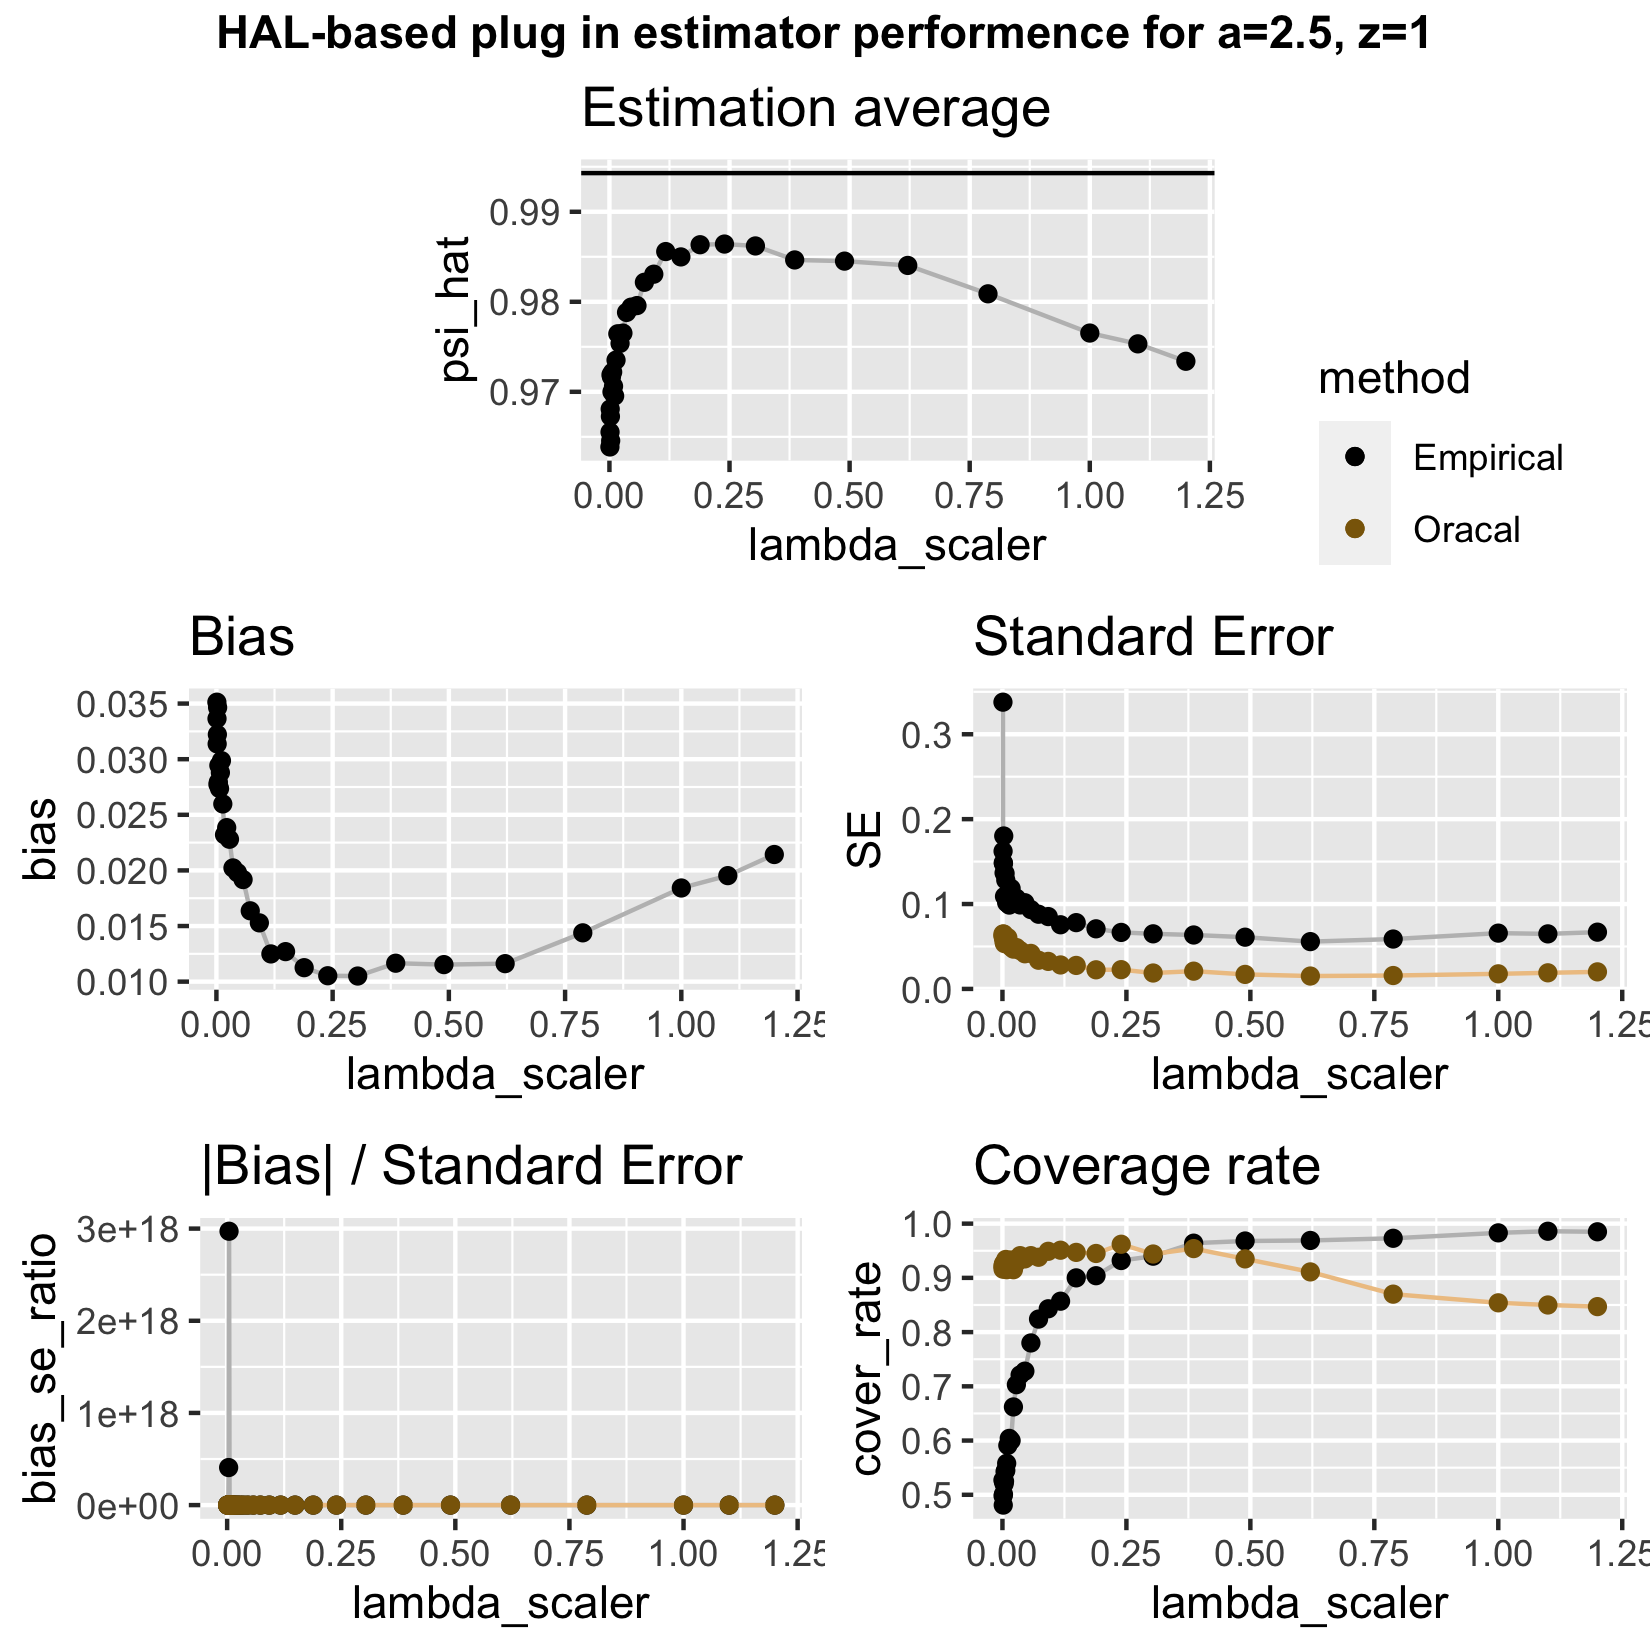 HAL-based plug in estimator performence for a=2.5, z=1
Estimation average
psi_hat
0.99
0.98
0.97
0.00 0.25 0.50 0.75 1.00 1.25
lambda_scaler
method
Empirical
Oracal
Bias
bias
0.035
0.030
0.025
0.020
0.015
0.010
0.00 0.25 0.50 0.75 1.00 1.25
lambda_scaler
Standard Error
SE
0.3
0.2
0.1
0.0
0.00 0.25 0.50 0.75 1.00 1.25
lambda_scaler
|Bias| / Standard Error
bias_se_ratio
3e+18
2e+18
1e+18
0e+00
0.00 0.25 0.50 0.75 1.00 1.25
lambda_scaler
Coverage rate
cover_rate
1.0
0.9
0.8
0.7
0.6
0.5
0.00 0.25 0.50 0.75 1.00 1.25
lambda_scaler